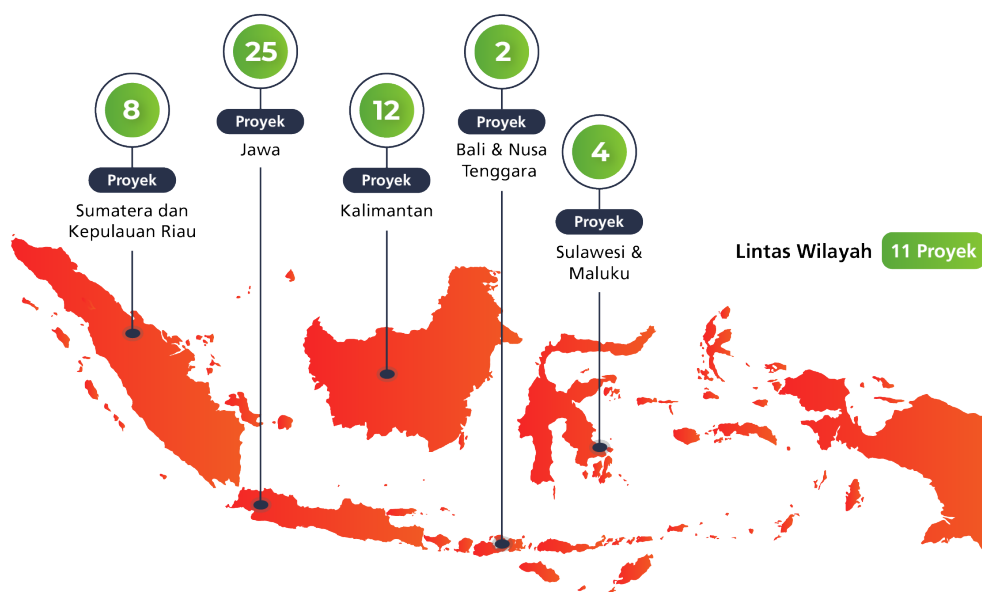 8
Proyek
Sumatera dan
Kepulauan Riau
25
Proyek
Jawa
12
Proyek
Kalimantan
2
Proyek
Bali & Nusa
Tenggara
4
Proyek
Sulawesi &
Maluku
Lintas Wilayah 11 Proyek